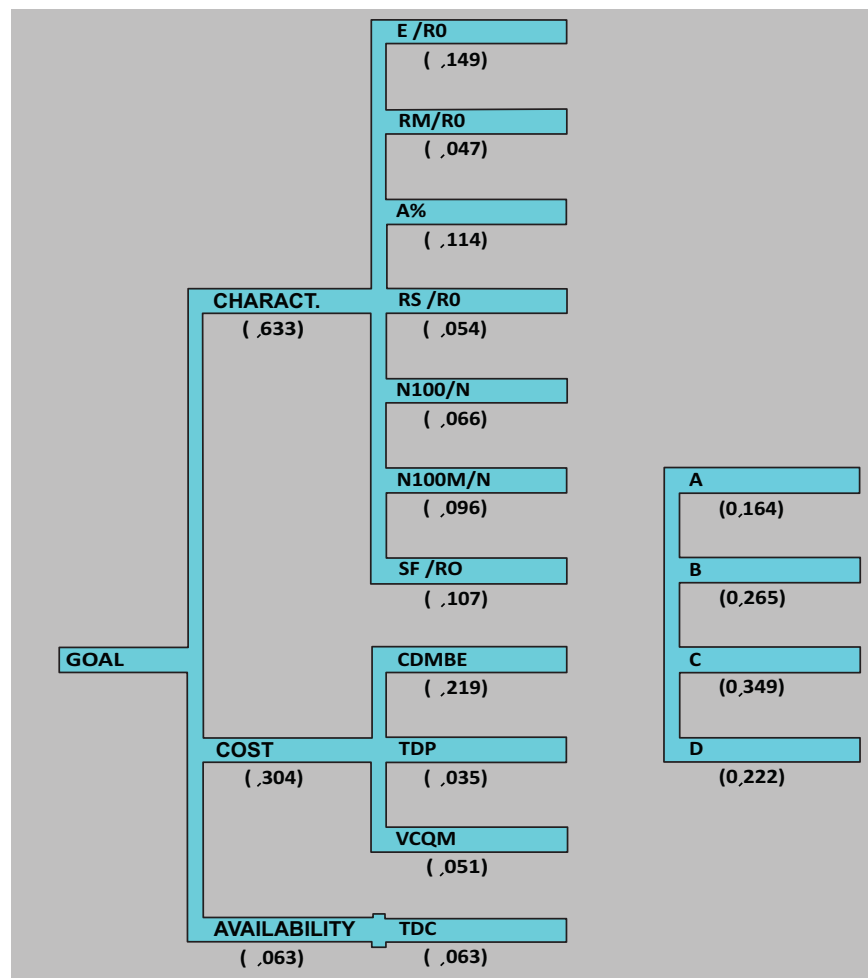 E /R0
( ,149)
RM/R0
( ,047)
A%
( ,114)
CHARACT.
( ,633)
RS /R0
( ,054)
N100/N
( ,066)
N100M/N
( ,096)
SF /RO
( ,107)
GOAL
CDMBE
( ,219)
COST
( ,304)
TDP
( ,035)
VCQM
( ,051)
AVAILABILITY
( ,063)
TDC
( ,063)
A
(0,164)
B
(0,265)
C
(0,349)
D
(0,222)